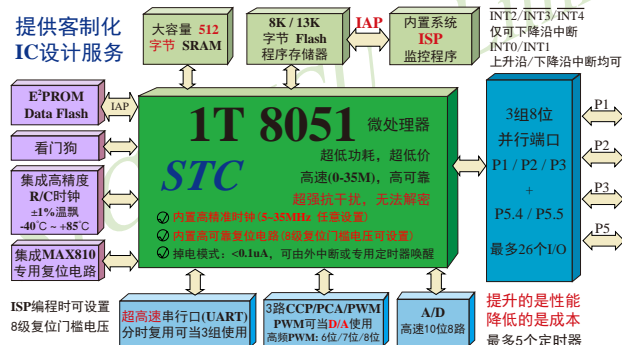 提供客制化
IC设计服务
大容量 512
字节 SRAM
8K / 13K
字节 Flash
程序存储器
IAP
内置系统
ISP
监控程序
INT2/INT3/INT4
仅可下降沿中断
INT0/INT1
上升沿/下降沿中断均可
E²PROM
Data Flash
IAP
看门狗
集成高精度
R/C时钟
±1%温飘
-40℃ ~ +85℃
集成MAX810
专用复位电路
ISP编程时可设置
8级复位门槛电压
1T 8051 微处理器
STC
超低功耗，超低价
高速(0-35M)，高可靠
超强抗干扰，无法解密
内置高精准时钟(5~35MHz 任意设置)
内置高可靠复位电路(8级复位门槛电压可设置)
掉电模式：<0.1uA，可由外中断或专用定时器唤醒
3组8位
并行端口
P1 / P2 / P3
+
P5.4 / P5.5
最多26个I/O
P1
P2
P3
P5
超高速串行口(UART)
分时复用可当3组使用
3路CCP/PCA/PWM
PWM可当D/A使用
高频PWM: 6位/7位/8位
A/D
高速10位8路
提升的是性能
降低的是成本
最多5个定时器